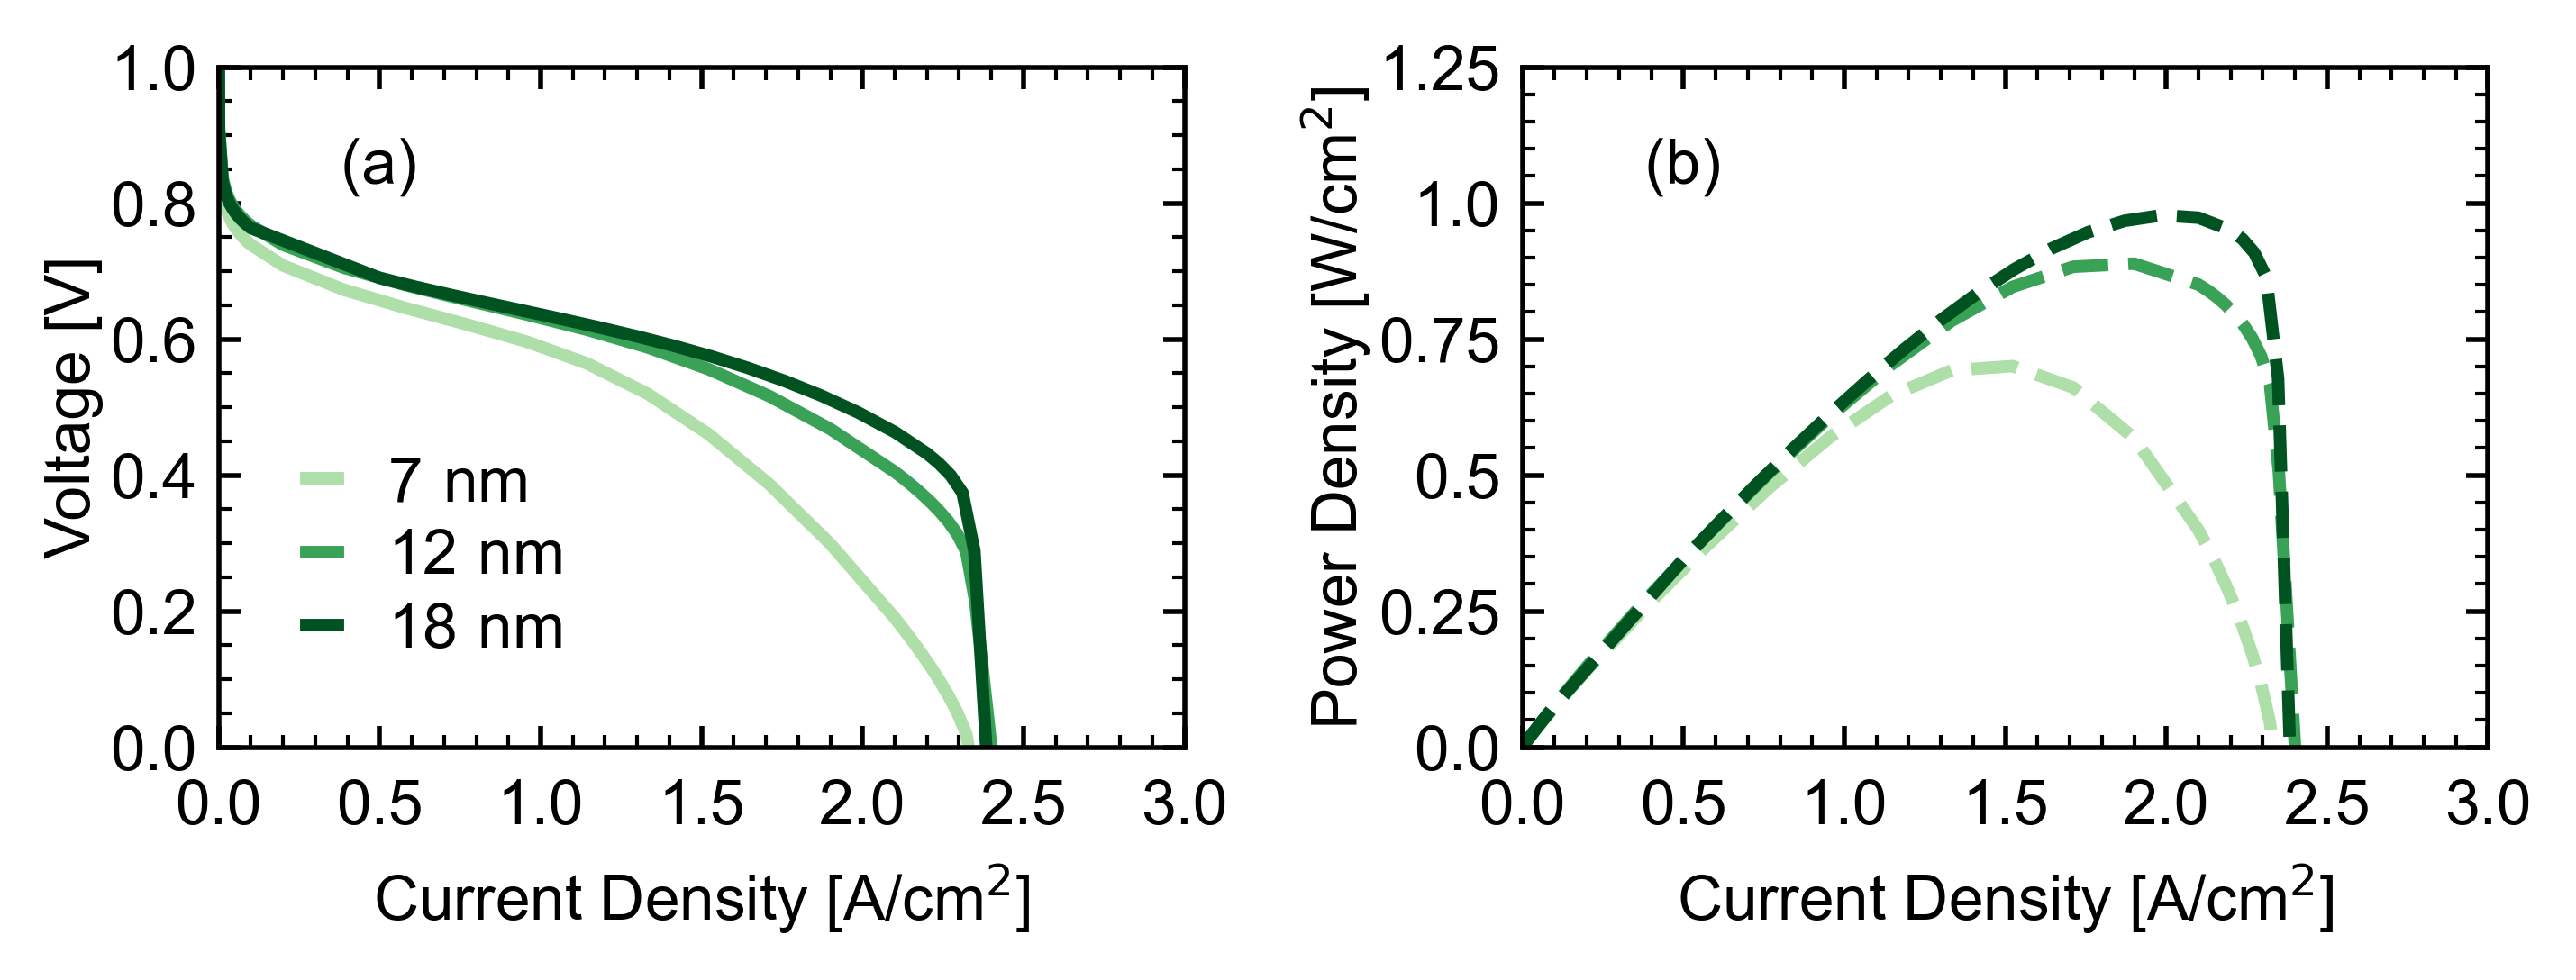 (a)
Voltage [V]
1.0
0.8
0.6
0.4
0.2
0.0
7 nm
12 nm
18 nm
0.0 0.5 1.0 1.5 2.0 2.5 3.0
Current Density [A/cm²]
(b)
Power Density [W/cm²]
1.25
1.0
0.75
0.5
0.25
0.0
0.0 0.5 1.0 1.5 2.0 2.5 3.0
Current Density [A/cm²]